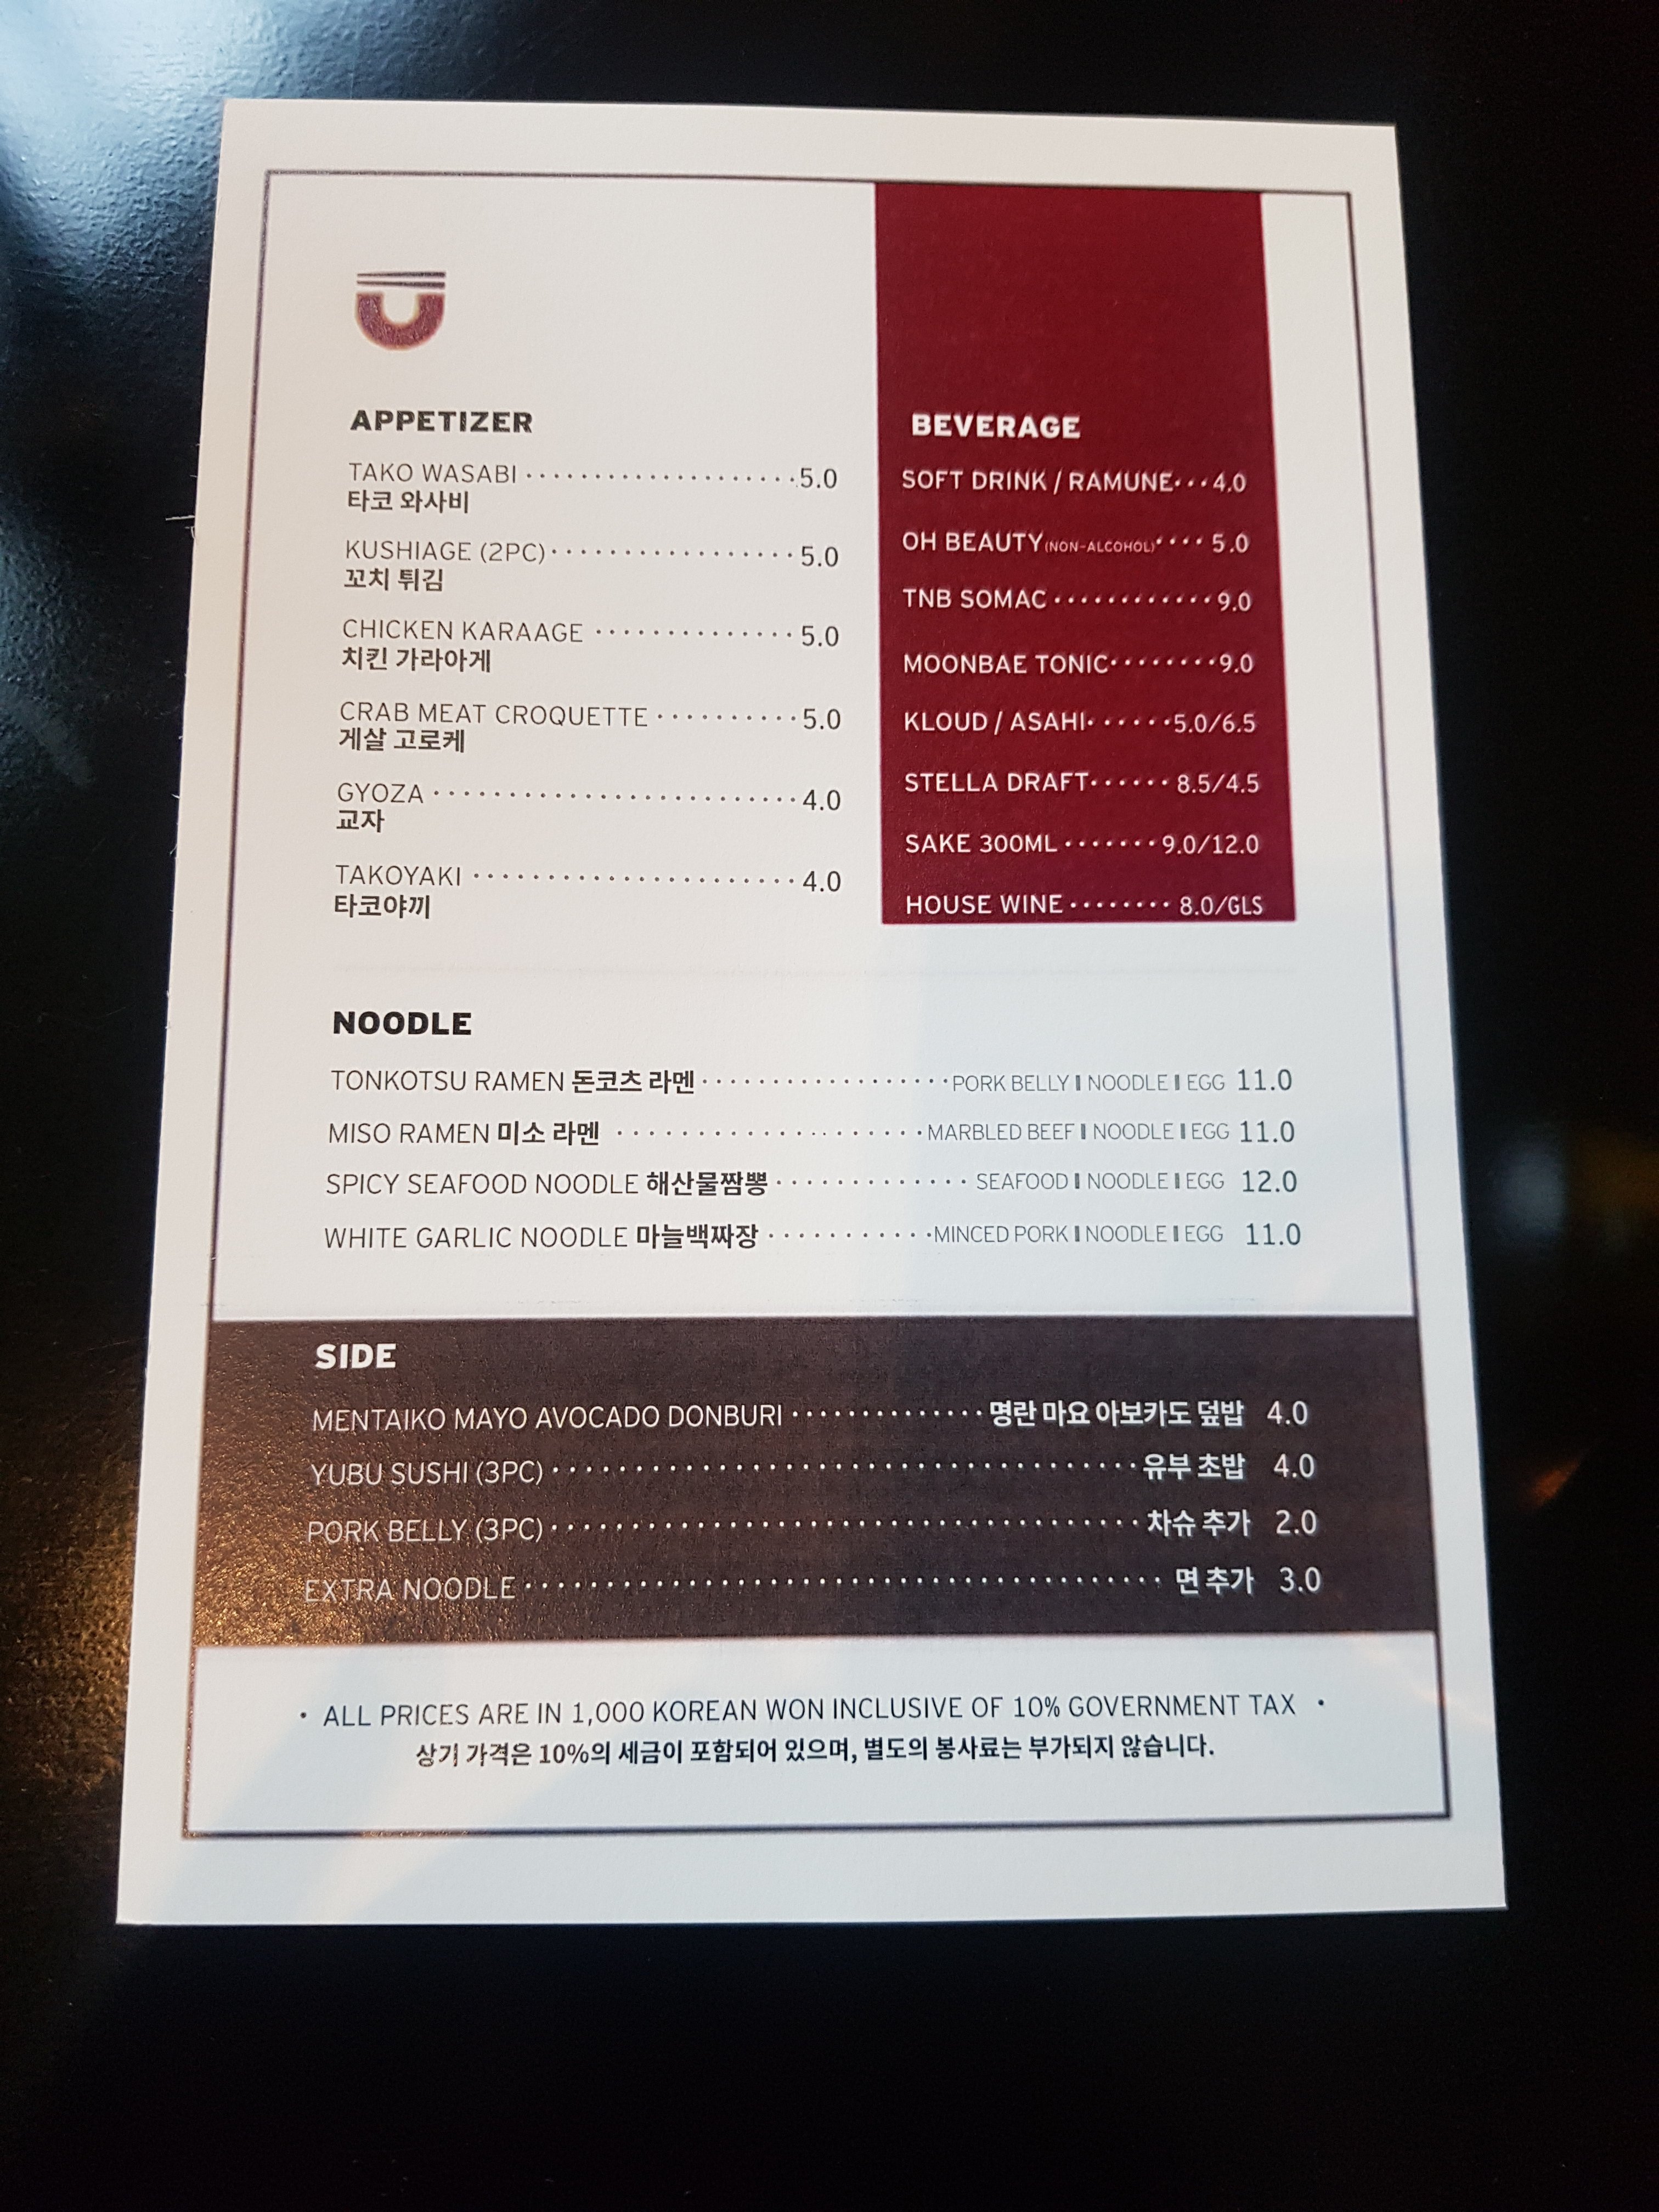 APPETIZER
TAKO WASABI 5.0
타코 와사비
KUSHIAGE (2PC) 5.0
꼬치 튀김
CHICKEN KARAAGE 5.0
치킨 가라아게
CRAB MEAT CROQUETTE 5.0
게살 고로케
GYOZA 4.0
교자
TAKOYAKI 4.0
타코야끼
BEVERAGE
SOFT DRINK / RAMUNE 4.0
OH BEAUTY(NON-ALCOHOL) 5.0
TNB SOMAC 9.0
MOONBAE TONIC 9.0
KLOUD / ASAHI 5.0/6.5
STELLA DRAFT 8.5/4.5
SAKE 300ML 9.0/12.0
HOUSE WINE 8.0/GLS
NOODLE
TONKOTSU RAMEN 돈코츠 라멘 PORK BELLY | NOODLE | EGG 11.0
MISO RAMEN 미소 라멘 MARBLED BEEF | NOODLE | EGG 11.0
SPICY SEAFOOD NOODLE 해산물짬뽕 SEAFOOD | NOODLE | EGG 12.0
WHITE GARLIC NOODLE 마늘백짜장 MINCED PORK | NOODLE | EGG 11.0
SIDE
MENTAIKO MAYO AVOCADO DONBURI 명란 마요 아보카도 덮밥 4.0
YUBU SUSHI (3PC) 유부 초밥 4.0
PORK BELLY (3PC) 차슈 추가 2.0
EXTRA NOODLE 면 추가 3.0
• ALL PRICES ARE IN 1,000 KOREAN WON INCLUSIVE OF 10% GOVERNMENT TAX •
상기 가격은 10%의 세금이 포함되어 있으며, 별도의 봉사료는 부가되지 않습니다.